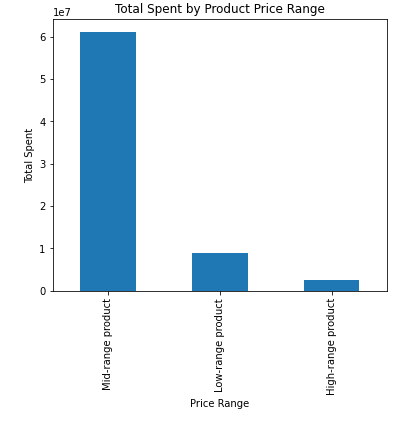 Total Spent by Product Price Range
1e7
6
5
4
3
2
1
0
Total Spent
Mid-range product
Low-range product
High-range product
Price Range